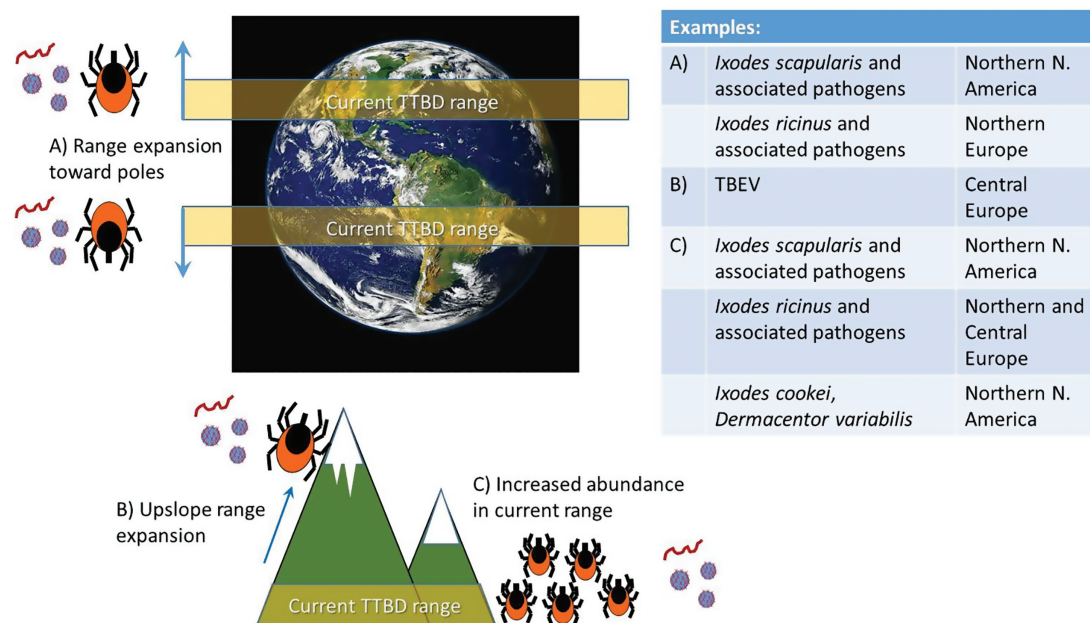 Current TTBD range
A) Range expansion
toward poles
Current TTBD range
B) Upslope range
expansion
C) Increased abundance
in current range
Current TTBD range
Examples:
A) Ixodes scapularis and Northern N.
associated pathogens America
Ixodes ricinus and Northern
associated pathogens Europe
B) TBEV Central
Europe
C) Ixodes scapularis and Northern N.
associated pathogens America
Ixodes ricinus and Northern and
associated pathogens Central
Europe
Ixodes cookei, Northern N.
Dermacentor variabilis America